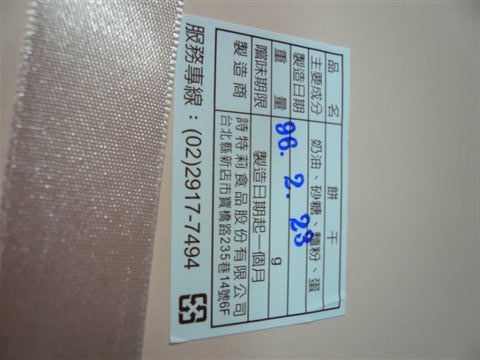 品名 餅干
主要成分 奶油、砂糖、麵粉、蛋
製造日期 96.2.23
重量 g
嚐味期限 製造日期起一個月
製造商 詩特莉食品股份有限公司
台北縣新店市寶橋路235巷14號6F
服務專線：(02)2917-7494